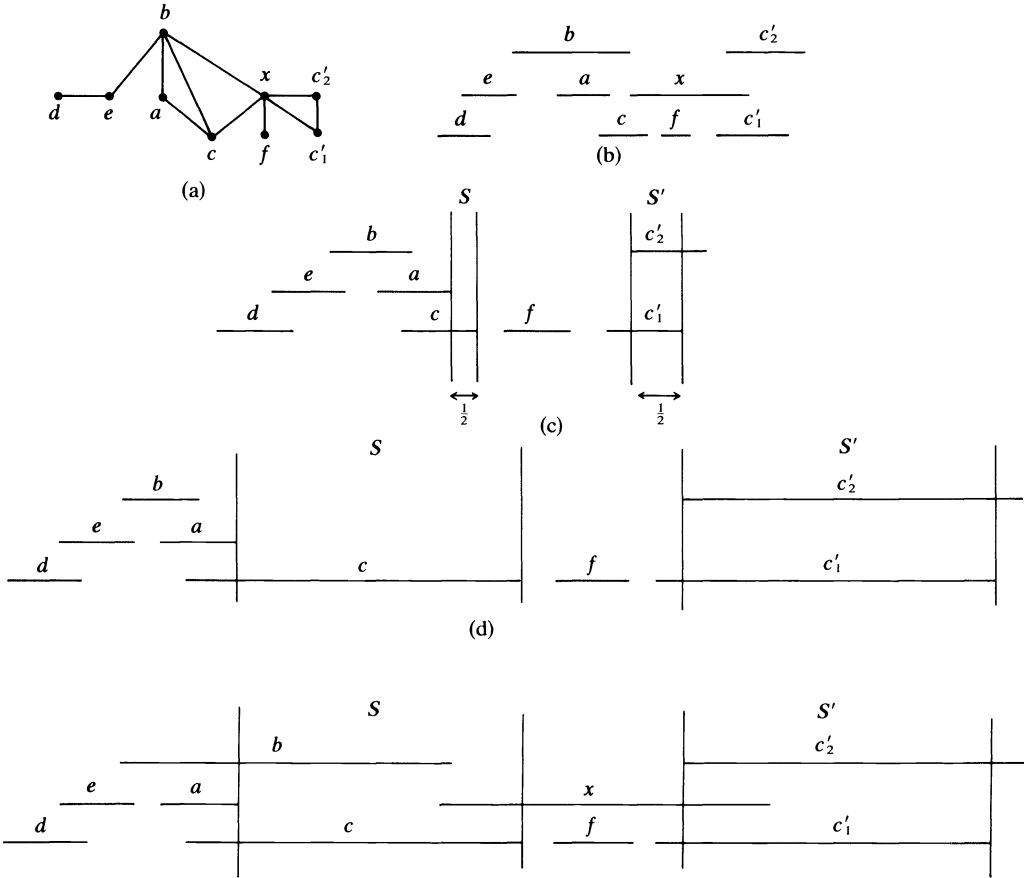 b
x c′₂
d e a
c f c′₁
(a)
b c′₂
e a x
d c f c′₁
(b)
S S′
b c′₂
e a
d c f c′₁
½ ½
(c)
S S′
b c′₂
e a
d c f c′₁
(d)
S S′
b c′₂
e a x
d c f c′₁